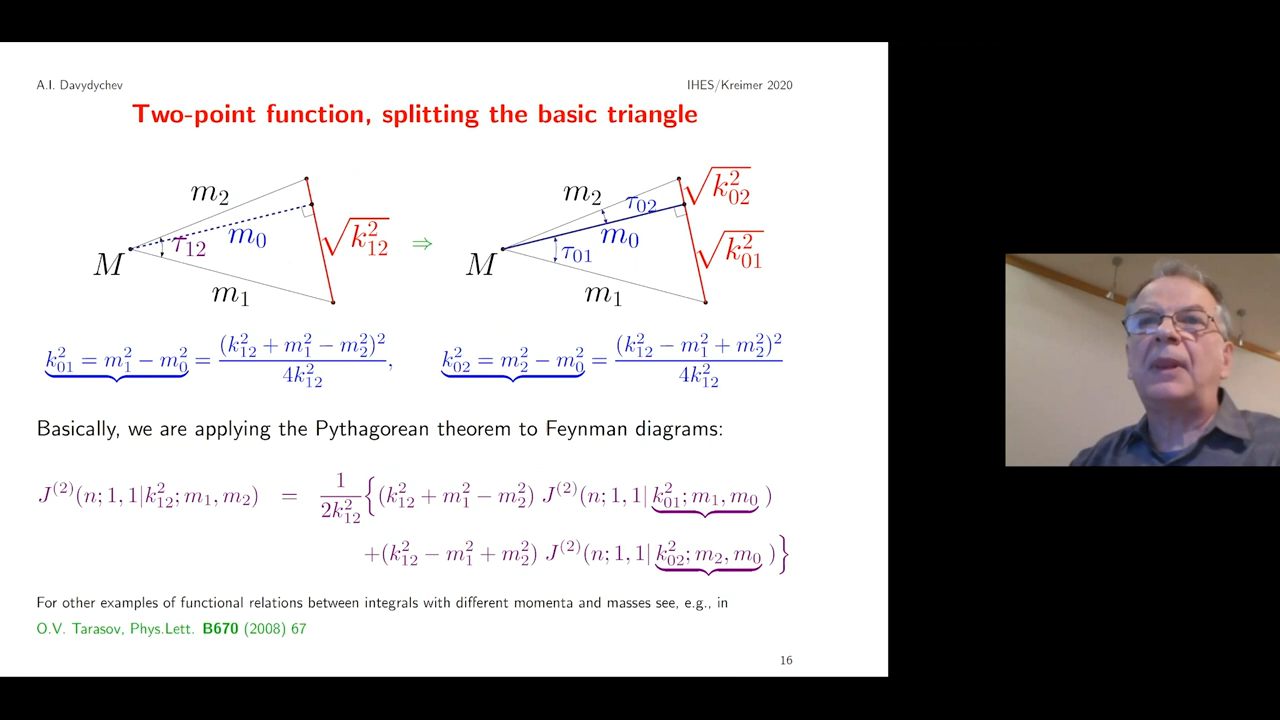 A.I. Davydychev IHES/Kreimer 2020
Two-point function, splitting the basic triangle
m₂ τ₁₂ m₀ √k²₁₂ M m₁ ⇒ m₂ τ₀₂ √k²₀₂ m₀ τ₀₁ √k²₀₁ M m₁
k²₀₁ = m²₁ − m²₀ = (k²₁₂ + m²₁ − m²₂)² / 4k²₁₂, k²₀₂ = m²₂ − m²₀ = (k²₁₂ − m²₁ + m²₂)² / 4k²₁₂
Basically, we are applying the Pythagorean theorem to Feynman diagrams:
J⁽²⁾(n; 1, 1|k²₁₂; m₁, m₂) = 1/2k²₁₂ {(k²₁₂ + m²₁ − m²₂) J⁽²⁾(n; 1, 1| k²₀₁; m₁, m₀ )
+(k²₁₂ − m²₁ + m²₂) J⁽²⁾(n; 1, 1| k²₀₂; m₂, m₀ )}
For other examples of functional relations between integrals with different momenta and masses see, e.g., in
O.V. Tarasov, Phys.Lett. B670 (2008) 67
16